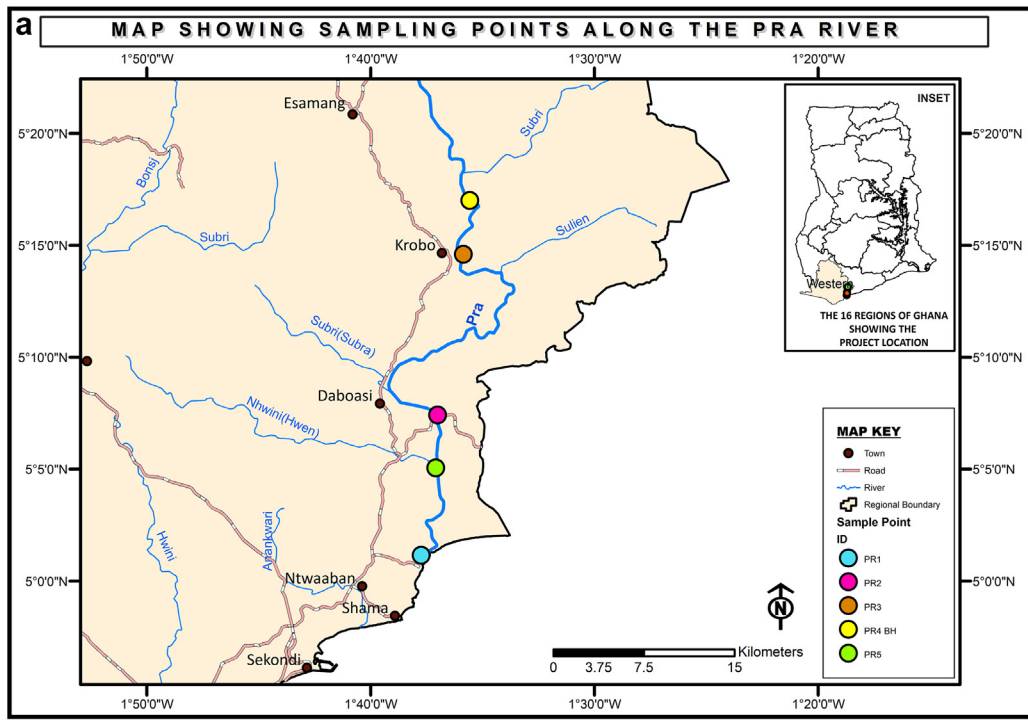 a
MAP SHOWING SAMPLING POINTS ALONG THE PRA RIVER
1°50'0"W
1°40'0"W
1°30'0"W
1°20'0"W
Esamang
5°20'0"N
Subri
Bonsj
INSET
5°20'0"N
5°15'0"N
Subri
Krobo
Sulien
5°15'0"N
Western
Pra
Subri(Subra)
THE 16 REGIONS OF GHANA
SHOWING THE
PROJECT LOCATION
5°10'0"N
5°10'0"N
Daboasi
Nhwini(Hwen)
MAP KEY
Town
Road
River
Regional Boundary
Sample Point
ID
PR1
PR2
PR3
PR4 BH
PR5
5°5'0"N
5°5'0"N
Hwini
Anankwari
5°0'0"N
Ntwaaban
5°0'0"N
Shama
N
Sekondi
Kilometers
0 3.75 7.5 15
1°50'0"W
1°40'0"W
1°30'0"W
1°20'0"W